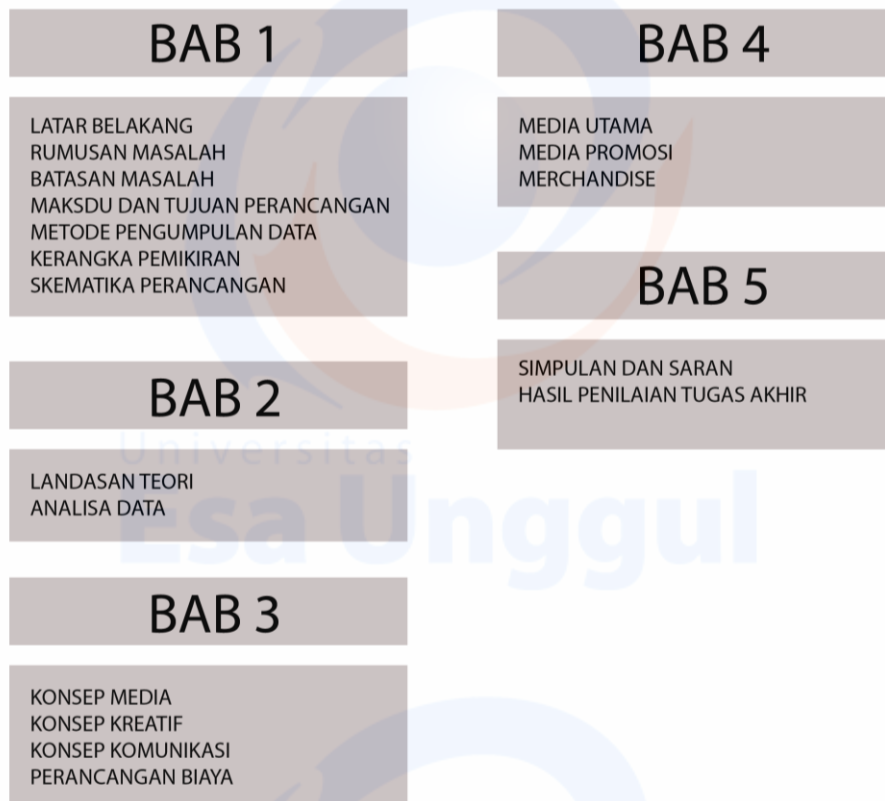 BAB 1
LATAR BELAKANG
RUMUSAN MASALAH
BATASAN MASALAH
MAKSDU DAN TUJUAN PERANCANGAN
METODE PENGUMPULAN DATA
KERANGKA PEMIKIRAN
SKEMATIKA PERANCANGAN
BAB 2
LANDASAN TEORI
ANALISA DATA
BAB 3
KONSEP MEDIA
KONSEP KREATIF
KONSEP KOMUNIKASI
PERANCANGAN BIAYA
BAB 4
MEDIA UTAMA
MEDIA PROMOSI
MERCHANDISE
BAB 5
SIMPULAN DAN SARAN
HASIL PENILAIAN TUGAS AKHIR
Universitas
Esa Unggul